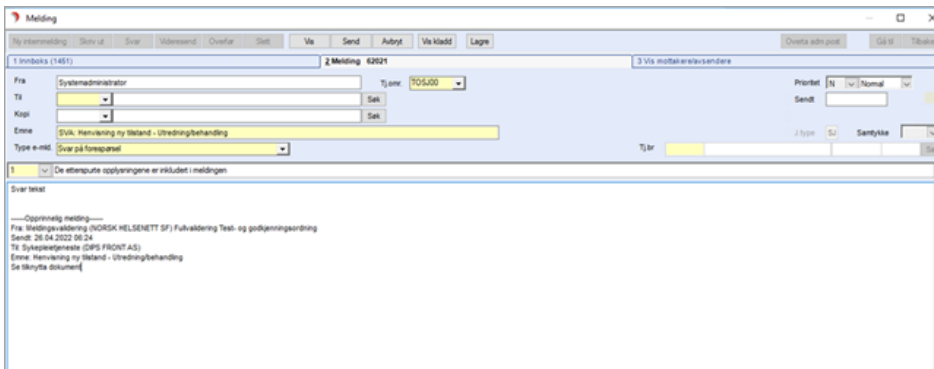 Melding
Ny internmelding Skriv ut Svar Videresend Overfør Slett Vis Send Avbryt Vis kladd Lagre Overta adm.post Gå til Tilbake
1 Innboks (1451) 2 Melding 62021 3 Vis mottakere/avsendere
Fra Systemadministrator Tj.omr. TOSJ00 Prioritet N Normal
Til Søk Sendt
Kopi Søk
Emne SVAR: Henvisning ny tilstand - Utredning/behandling J.type SJ Samtykke
Type e-mld. Svar på forespørsel Tj.br
1 De etterspurte opplysningene er inkludert i meldingen
Svar tekst
-----Opprinnelig melding-----
Fra: Meldingsvalidering (NORSK HELSENETT SF) Fullvalidering Test- og godkjenningsordning
Sendt: 26.04.2022 06:24
Til: Sykepleietjeneste (DIPS FRONT AS)
Emne: Henvisning ny tilstand - Utredning/behandling
Se tilknytta dokument